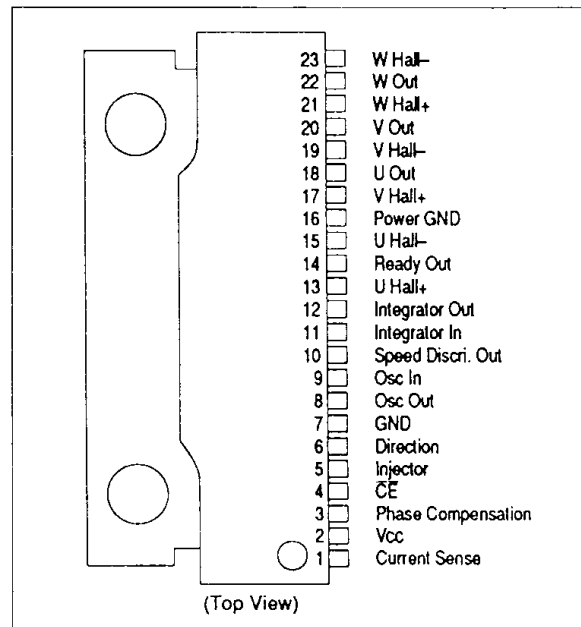 23 W Hall–
22 W Out
21 W Hall+
20 V Out
19 V Hall–
18 U Out
17 V Hall+
16 Power GND
15 U Hall–
14 Ready Out
13 U Hall+
12 Integrator Out
11 Integrator In
10 Speed Discri. Out
9 Osc In
8 Osc Out
7 GND
6 Direction
5 Injector
4 C̅E̅
3 Phase Compensation
2 Vcc
1 Current Sense
(Top View)